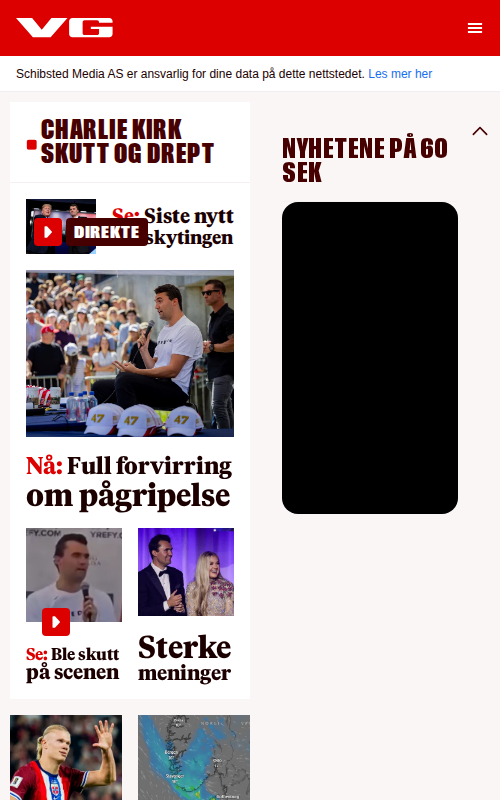 VG
Schibsted Media AS er ansvarlig for dine data på dette nettstedet. Les mer her
CHARLIE KIRK
SKUTT OG DREPT
Se: Siste nytt
skytingen
DIREKTE
47
47
47
Nå: Full forvirring
om pågripelse
Se: Ble skutt
på scenen
Sterke
meninger
NYHETENE PÅ 60
SEK